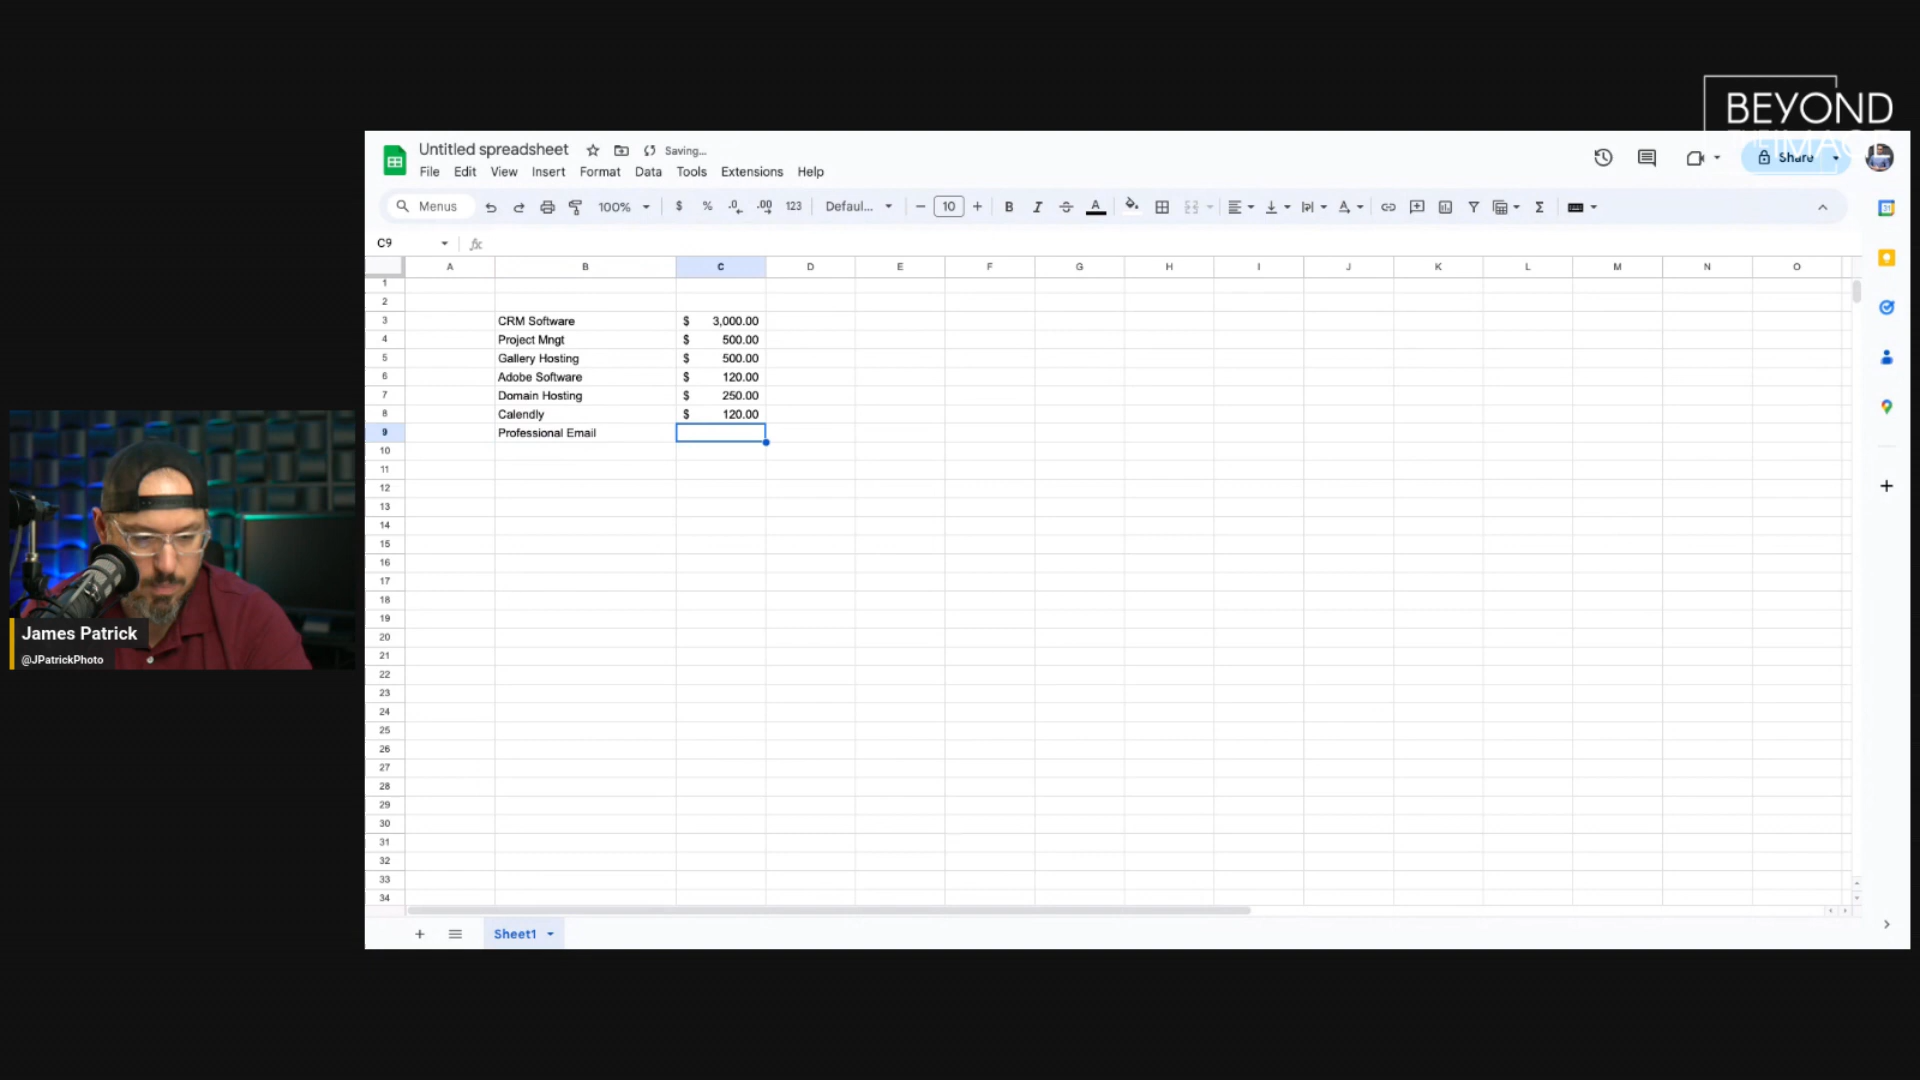 BEYOND
THE IMAGE
Untitled spreadsheet Saving...
Share
File Edit View Insert Format Data Tools Extensions Help
Menus 100% $ % .0 .00 123 Defaul... 10 B I A Σ
C9 fx
A B C D E F G H I J K L M N O
1
2
3 CRM Software $ 3,000.00
4 Project Mngt $ 500.00
5 Gallery Hosting $ 500.00
6 Adobe Software $ 120.00
7 Domain Hosting $ 250.00
8 Calendly $ 120.00
9 Professional Email
10
11
12
13
14
15
16
17
18
19
20
21
22
23
24
25
26
27
28
29
30
31
32
33
34
Sheet1
James Patrick
@JPatrickPhoto